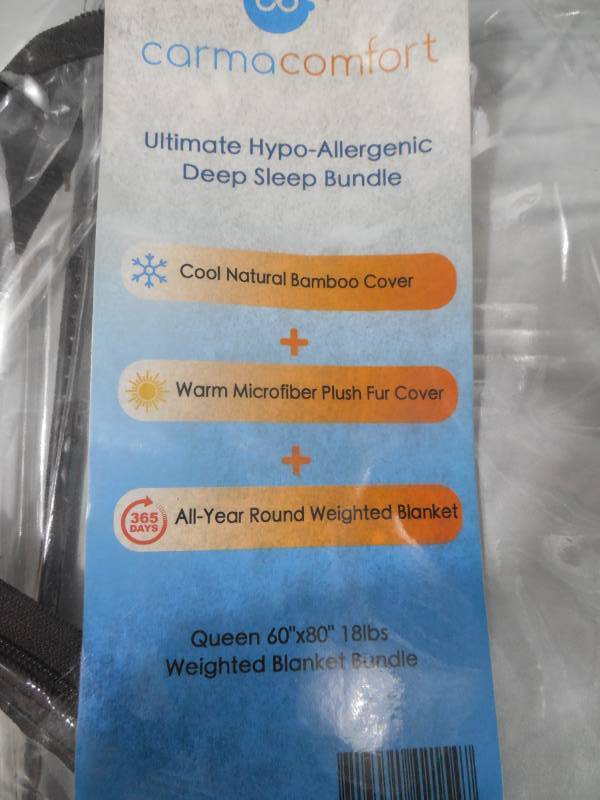 carmacomfort
Ultimate Hypo-Allergenic
Deep Sleep Bundle
Cool Natural Bamboo Cover
+
Warm Microfiber Plush Fur Cover
+
365
DAYS
All-Year Round Weighted Blanket
Queen 60"x80" 18lbs
Weighted Blanket Bundle